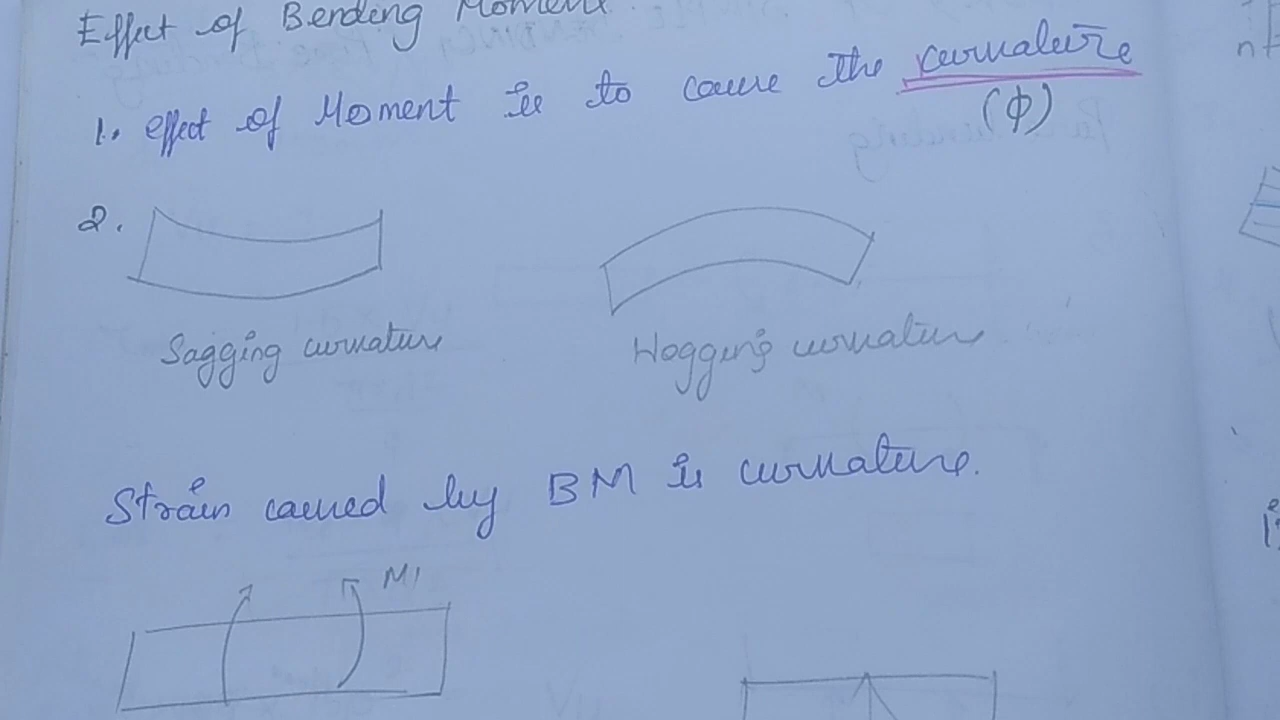 Effect of Bending Moment
1. effect of Moment is to cause the curvature
(φ)
2.
Sagging curvature
Hogging curvature
Strain caused by BM is curvature.
M